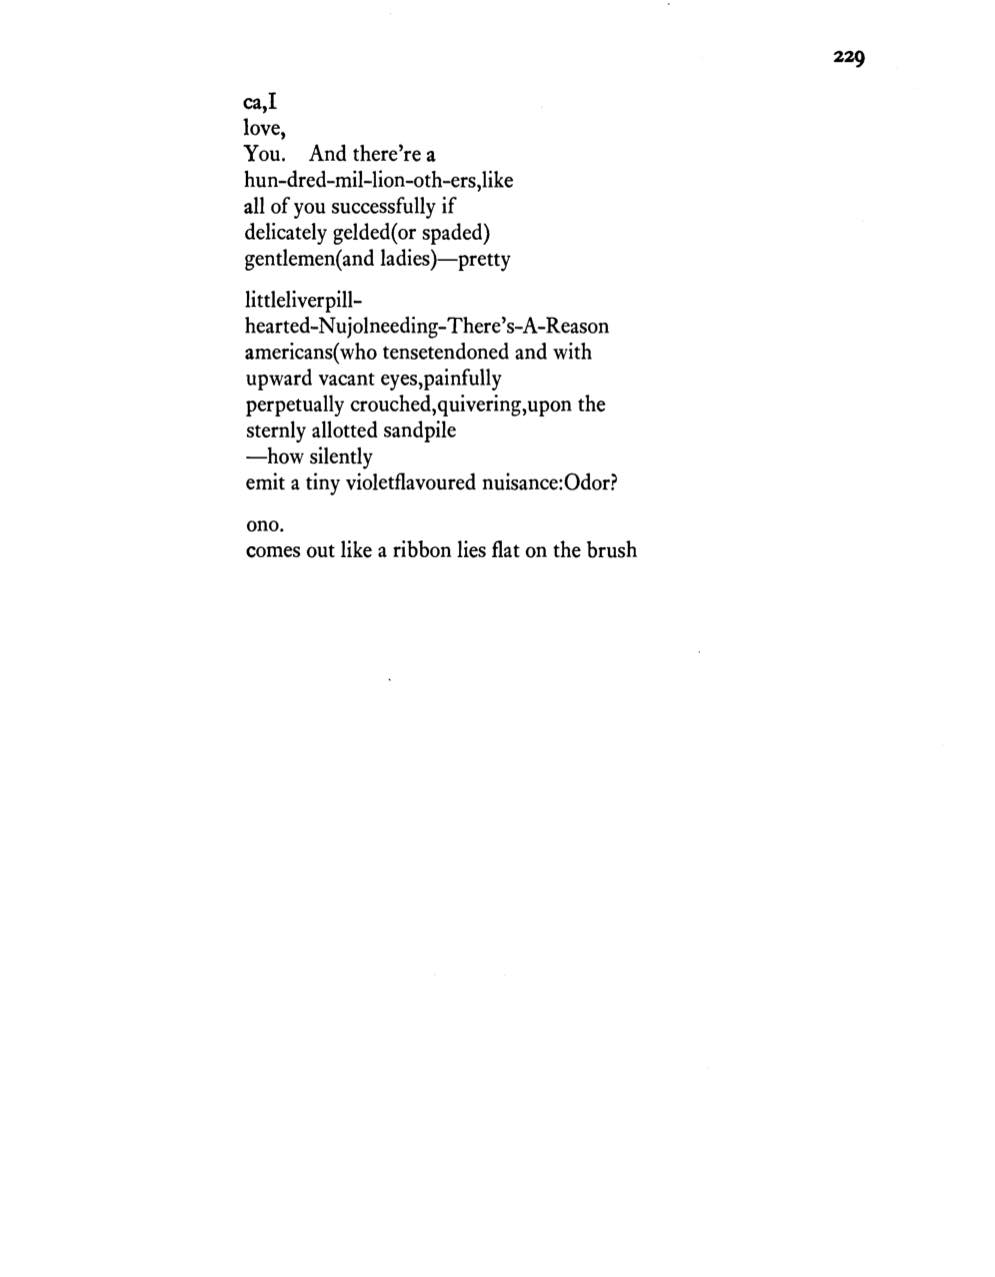 229
ca,I
love,
You. And there’re a
hun-dred-mil-lion-oth-ers,like
all of you successfully if
delicately gelded(or spaded)
gentlemen(and ladies)—pretty
littleliverpill-
hearted-Nujolneeding-There’s-A-Reason
americans(who tensetendoned and with
upward vacant eyes,painfully
perpetually crouched,quivering,upon the
sternly allotted sandpile
—how silently
emit a tiny violetflavoured nuisance:Odor?
ono.
comes out like a ribbon lies flat on the brush